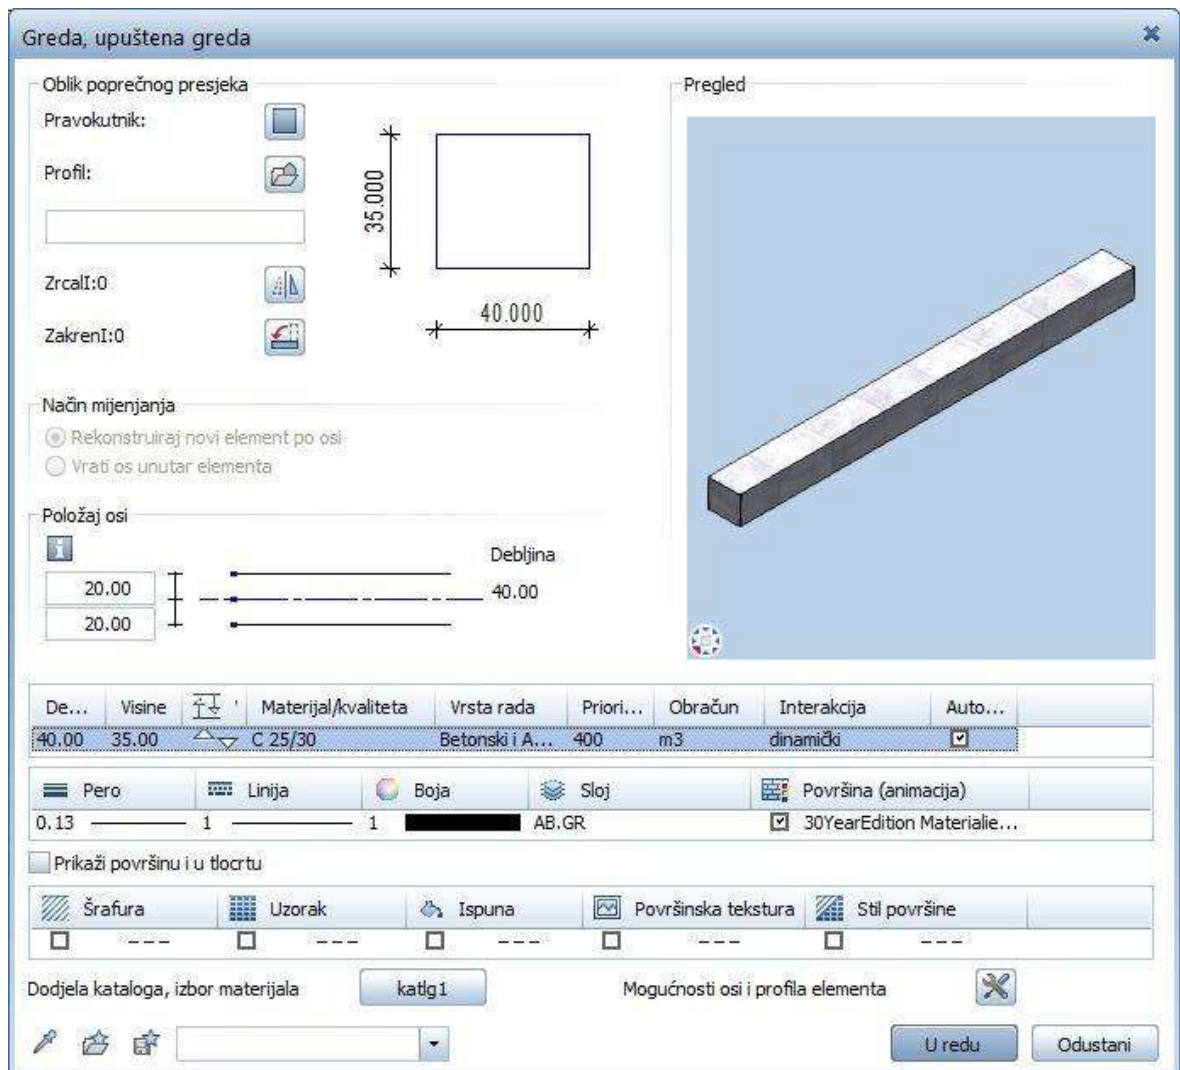 Greda, upuštena greda
Oblik poprečnog presjeka
Pregled
Pravokutnik:
Profil:
35.000
ZrcalI:0
40.000
ZakrenI:0
Način mijenjanja
Rekonstruiraj novi element po osi
Vrati os unutar elementa
Položaj osi
Debljina
20.00
40.00
20.00
De... Visine Materijal/kvaliteta Vrsta rada Priori... Obračun Interakcija Auto...
40.00 35.00 C 25/30 Betonski i A... 400 m3 dinamički
Pero Linija Boja Sloj Površina (animacija)
0.13 1 1 AB.GR 30YearEdition Materialie...
Prikaži površinu i u tlocrtu
Šrafura Uzorak Ispuna Površinska tekstura Stil površine
--- --- --- --- ---
Dodjela kataloga, izbor materijala katlg1 Mogućnosti osi i profila elementa
U redu Odustani